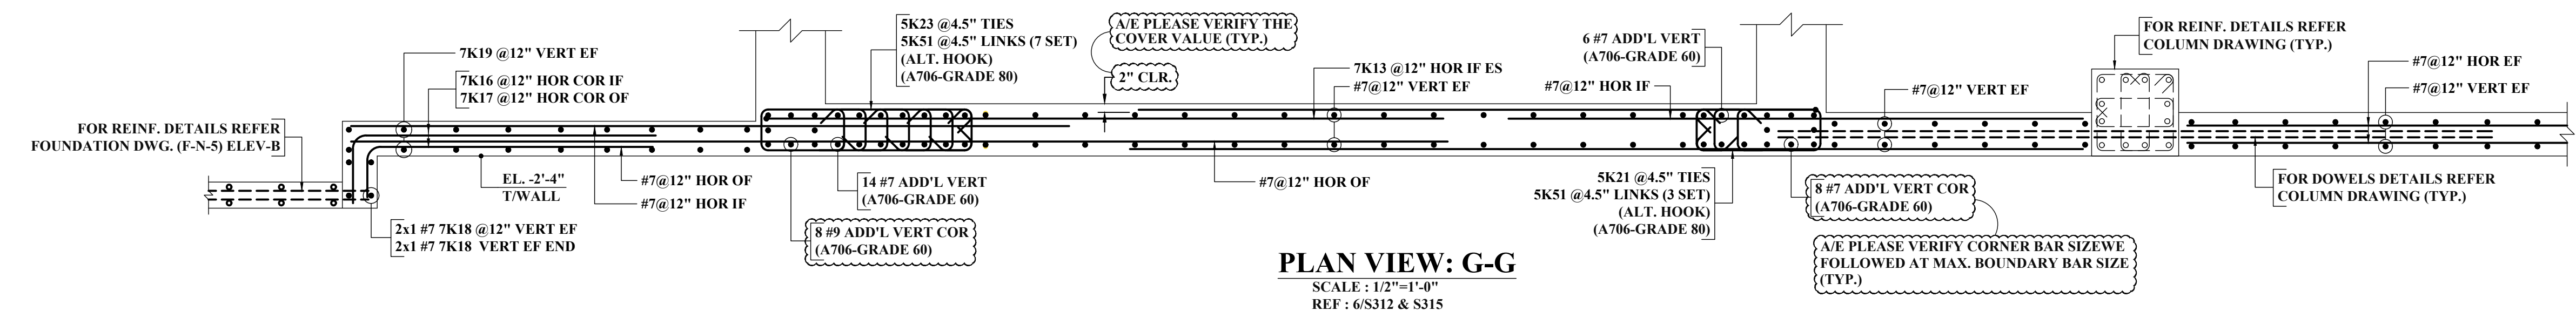 7K19 @12" VERT EF
7K16 @12" HOR COR IF
7K17 @12" HOR COR OF
FOR REINF. DETAILS REFER
FOUNDATION DWG. (F-N-5) ELEV-B
2x1 #7 7K18 @12" VERT EF
2x1 #7 7K18 VERT EF END
EL. -2'-4"
T/WALL
#7@12" HOR OF
#7@12" HOR IF
5K23 @4.5" TIES
5K51 @4.5" LINKS (7 SET)
(ALT. HOOK)
(A706-GRADE 80)
14 #7 ADD'L VERT
(A706-GRADE 60)
8 #9 ADD'L VERT COR
(A706-GRADE 60)
A/E PLEASE VERIFY THE
COVER VALUE (TYP.)
2" CLR.
7K13 @12" HOR IF ES
#7@12" VERT EF
#7@12" HOR OF
6 #7 ADD'L VERT
(A706-GRADE 60)
#7@12" HOR IF
5K21 @4.5" TIES
5K51 @4.5" LINKS (3 SET)
(ALT. HOOK)
(A706-GRADE 80)
8 #7 ADD'L VERT COR
(A706-GRADE 60)
A/E PLEASE VERIFY CORNER BAR SIZEWE
FOLLOWED AT MAX. BOUNDARY BAR SIZE
(TYP.)
#7@12" VERT EF
FOR REINF. DETAILS REFER
COLUMN DRAWING (TYP.)
#7@12" HOR EF
#7@12" VERT EF
FOR DOWELS DETAILS REFER
COLUMN DRAWING (TYP.)
PLAN VIEW: G-G
SCALE : 1/2"=1'-0"
REF : 6/S312 & S315